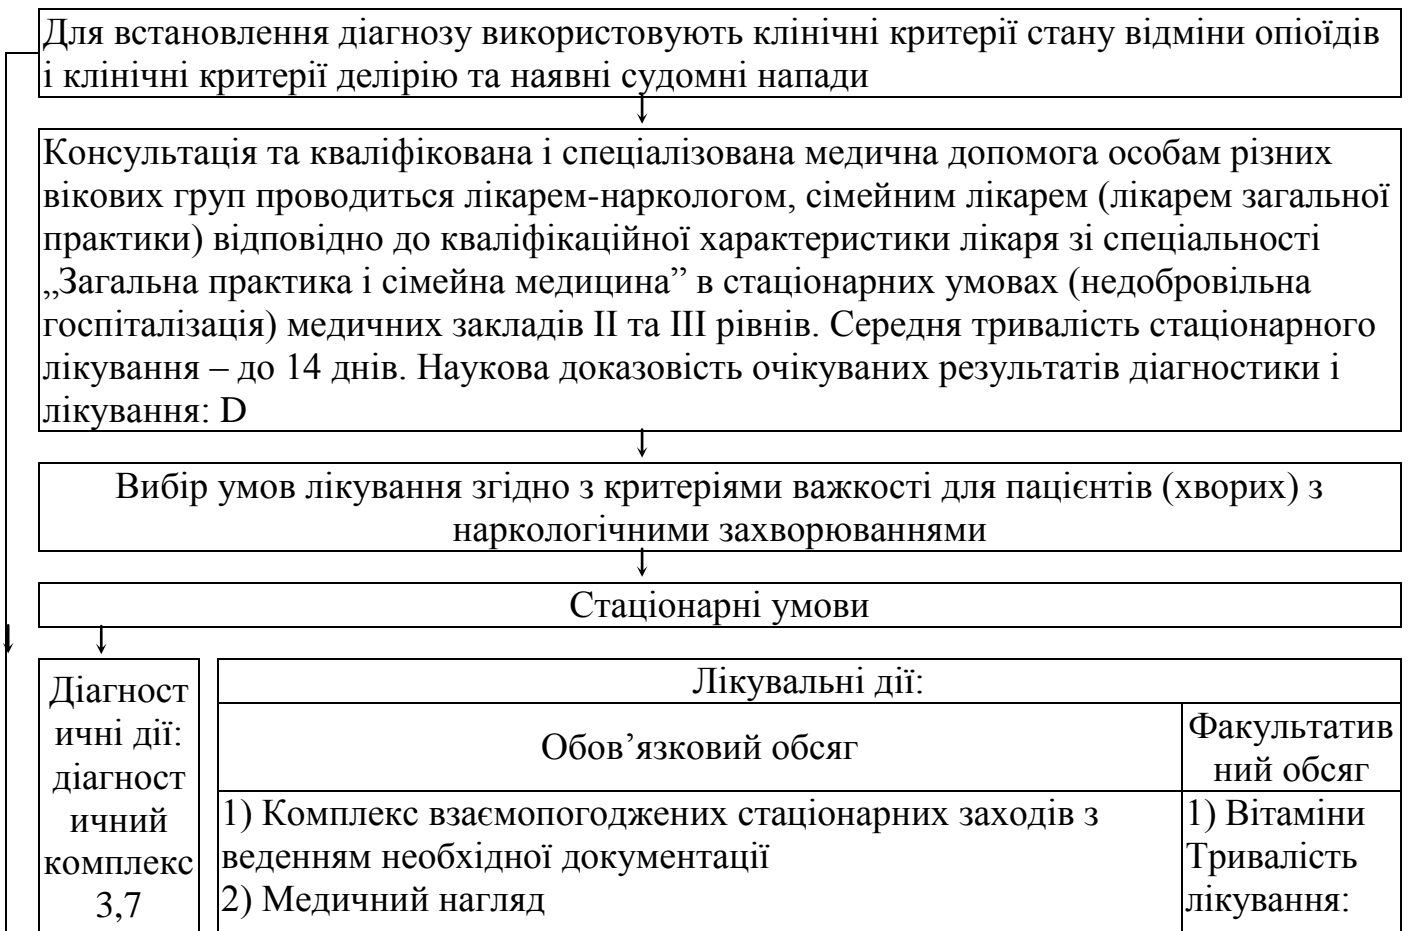 Для встановлення діагнозу використовують клінічні критерії стану відміни опіоїдів
і клінічні критерії делірію та наявні судомні напади
Консультація та кваліфікована і спеціалізована медична допомога особам різних
вікових груп проводиться лікарем-наркологом, сімейним лікарем (лікарем загальної
практики) відповідно до кваліфікаційної характеристики лікаря зі спеціальності
„Загальна практика і сімейна медицина” в стаціонарних умовах (недобровільна
госпіталізація) медичних закладів II та III рівнів. Середня тривалість стаціонарного
лікування – до 14 днів. Наукова доказовість очікуваних результатів діагностики і
лікування: D
Вибір умов лікування згідно з критеріями важкості для пацієнтів (хворих) з
наркологічними захворюваннями
Стаціонарні умови
Діагност
ичні дії:
діагност
ичний
комплекс
3,7
Лікувальні дії:
Обов’язковий обсяг
Факультатив
ний обсяг
1) Комплекс взаємопогоджених стаціонарних заходів з
веденням необхідної документації
2) Медичний нагляд
1) Вітаміни
Тривалість
лікування: